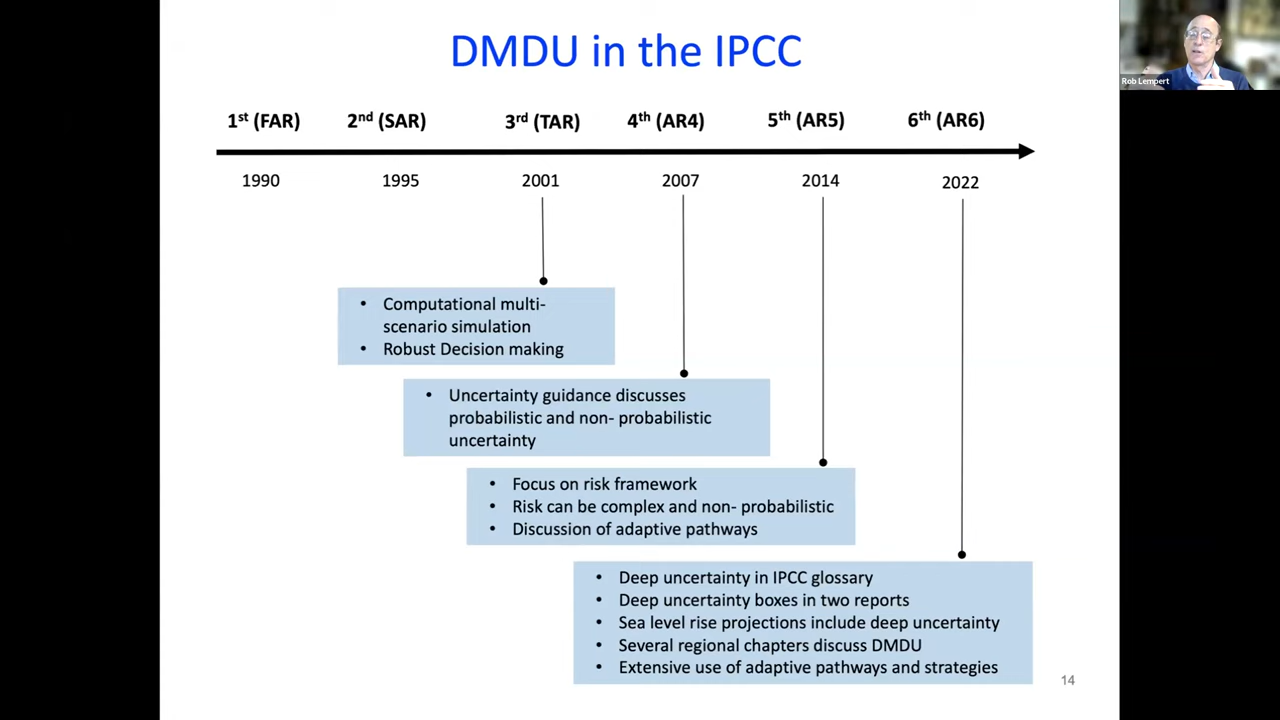 DMDU in the IPCC
Rob Lempert
1st (FAR) 2nd (SAR) 3rd (TAR) 4th (AR4) 5th (AR5) 6th (AR6)
1990 1995 2001 2007 2014 2022
• Computational multi-
scenario simulation
• Robust Decision making
• Uncertainty guidance discusses
probabilistic and non- probabilistic
uncertainty
• Focus on risk framework
• Risk can be complex and non- probabilistic
• Discussion of adaptive pathways
• Deep uncertainty in IPCC glossary
• Deep uncertainty boxes in two reports
• Sea level rise projections include deep uncertainty
• Several regional chapters discuss DMDU
• Extensive use of adaptive pathways and strategies
14